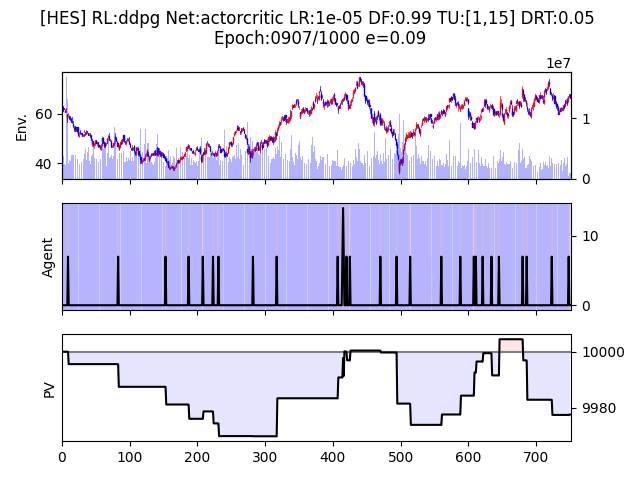 [HES] RL:ddpg Net:actorcritic LR:1e-05 DF:0.99 TU:[1,15] DRT:0.05
Epoch:0907/1000 e=0.09
1e7
Env.
60
40
1
0
Agent
10
0
PV
10000
9980
0 100 200 300 400 500 600 700